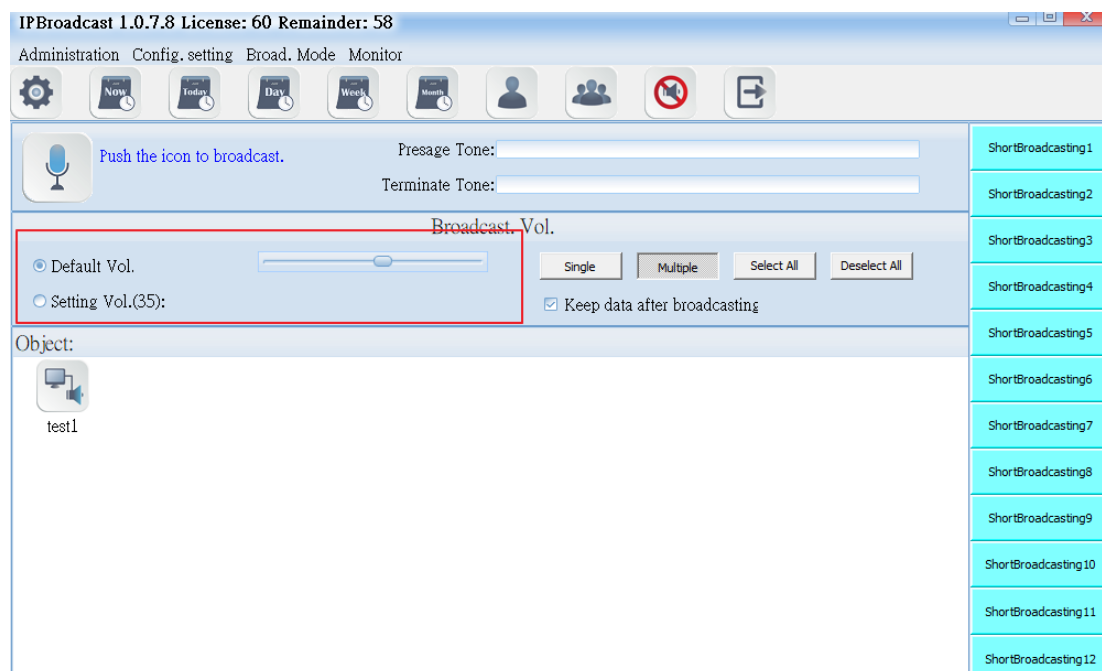 IPBroadcast 1.0.7.8 License: 60 Remainder: 58
Administration Config. setting Broad. Mode Monitor
Now Today Day Week Month
Push the icon to broadcast.
Presage Tone:
Terminate Tone:
Broadcast. Vol.
Default Vol.
Setting Vol.(35):
Single Multiple Select All Deselect All
Keep data after broadcasting
Object:
test1
ShortBroadcasting1
ShortBroadcasting2
ShortBroadcasting3
ShortBroadcasting4
ShortBroadcasting5
ShortBroadcasting6
ShortBroadcasting7
ShortBroadcasting8
ShortBroadcasting9
ShortBroadcasting10
ShortBroadcasting11
ShortBroadcasting12